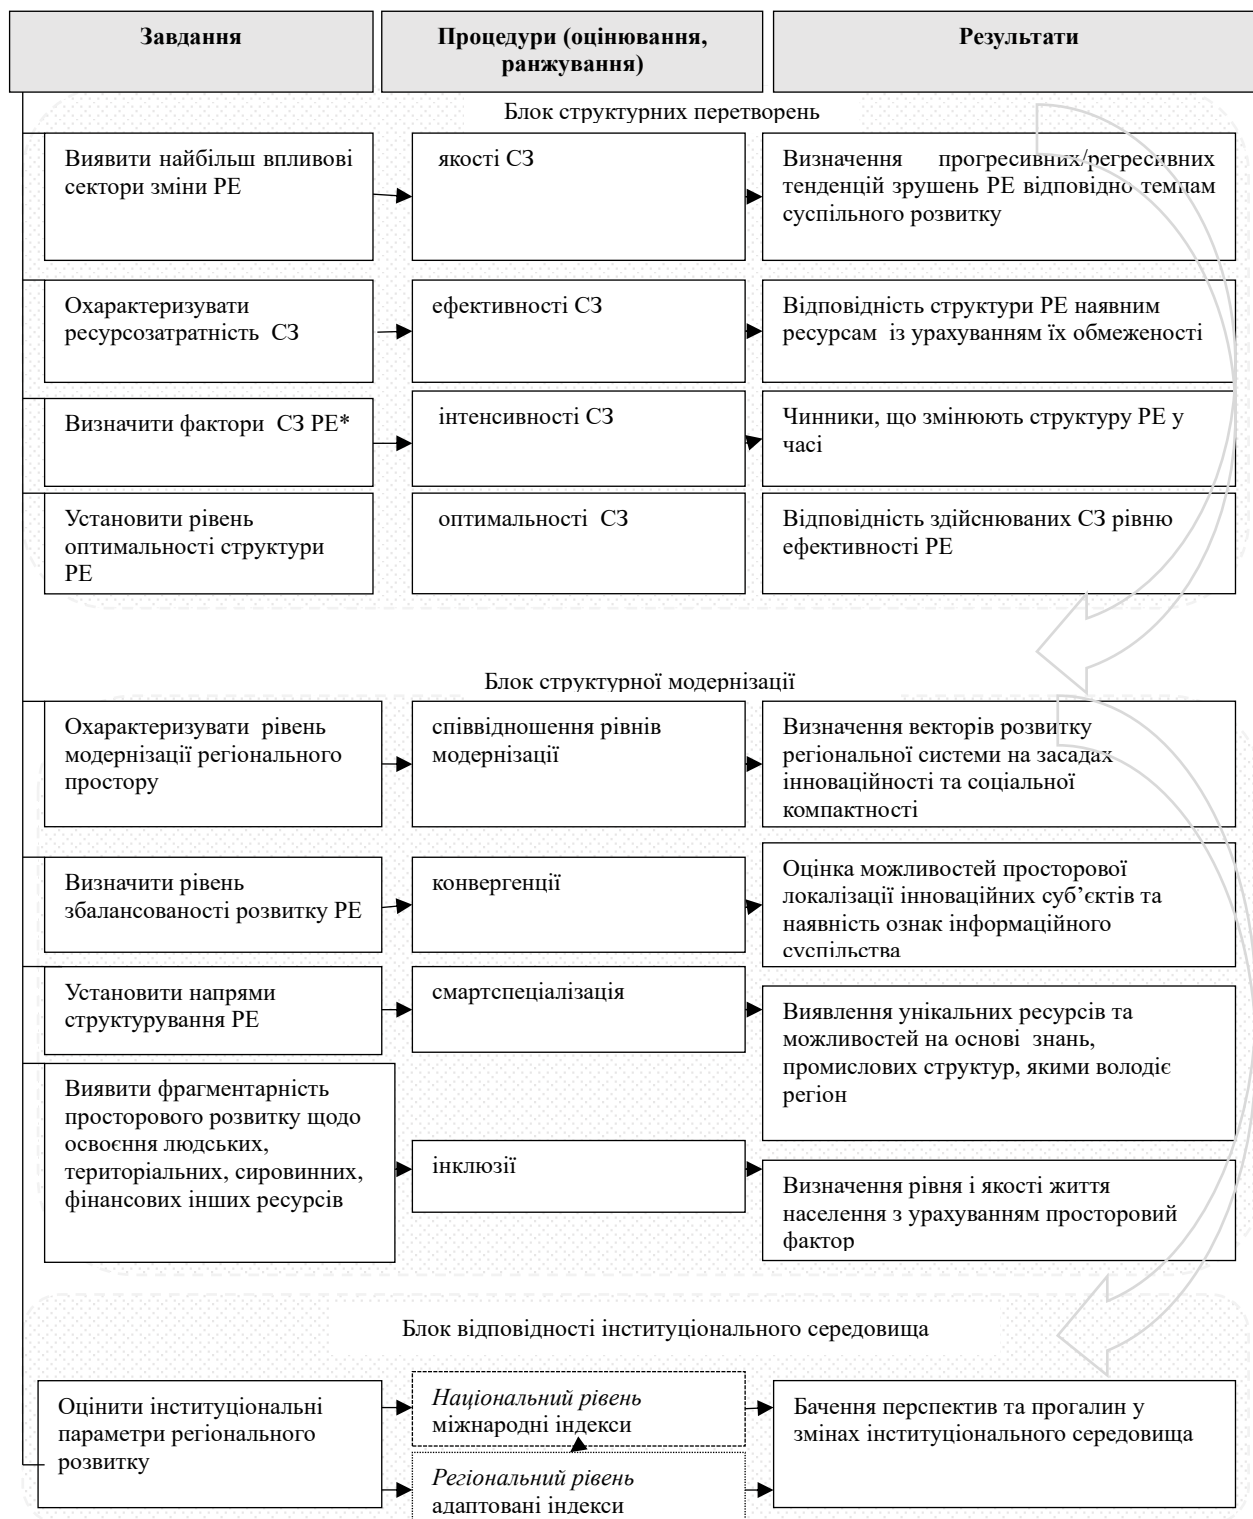 Завдання
Процедури (оцінювання,
ранжування)
Результати
Блок структурних перетворень
Виявити найбільш впливові
сектори зміни РЕ
якості СЗ
Визначення прогресивних/регресивних
тенденцій зрушень РЕ відповідно темпам
суспільного розвитку
Охарактеризувати
ресурсозатратність СЗ
ефективності СЗ
Відповідність структури РЕ наявним
ресурсам із урахуванням їх обмеженості
Визначити фактори СЗ РЕ*
інтенсивності СЗ
Чинники, що змінюють структуру РЕ у
часі
Установити рівень
оптимальності структури
РЕ
оптимальності СЗ
Відповідність здійснюваних СЗ рівню
ефективності РЕ
Блок структурної модернізації
Охарактеризувати рівень
модернізації регіонального
простору
співвідношення рівнів
модернізації
Визначення векторів розвитку
регіональної системи на засадах
інноваційності та соціальної
компактності
Визначити рівень
збалансованості розвитку РЕ
конвергенції
Оцінка можливостей просторової
локалізації інноваційних суб’єктів та
наявність ознак інформаційного
суспільства
Установити напрями
структурування РЕ
смартспеціалізація
Виявлення унікальних ресурсів та
можливостей на основі знань,
промислових структур, якими володіє
регіон
Виявити фрагментарність
просторового розвитку щодо
освоєння людських,
територіальних, сировинних,
фінансових інших ресурсів
інклюзії
Визначення рівня і якості життя
населення з урахуванням просторовий
фактор
Блок відповідності інституціонального середовища
Оцінити інституціональні
параметри регіонального
розвитку
Національний рівень
міжнародні індекси
Регіональний рівень
адаптовані індекси
Бачення перспектив та прогалин у
змінах інституціонального середовища